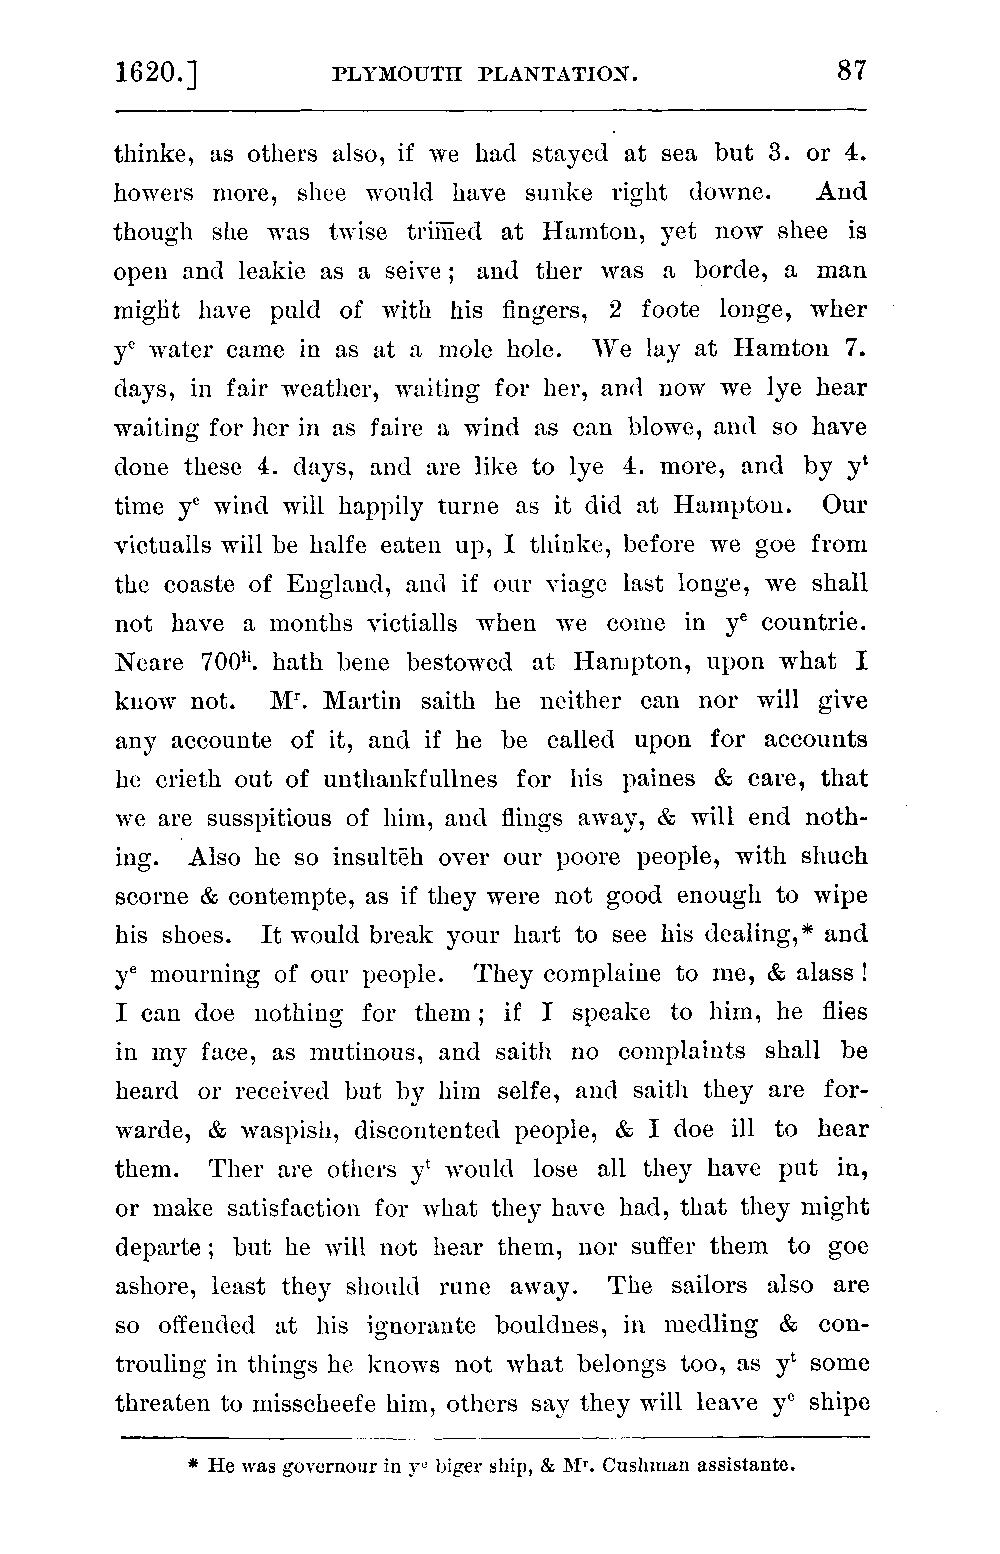 1620.] PLYMOUTH PLANTATION. 87
thinke, as others also, if we had stayed at sea but 3. or 4.
howers more, shee would have sunke right downe. And
though she was twise trim̅ed at Hamton, yet now shee is
open and leakie as a seive; and ther was a borde, a man
might have puld of with his fingers, 2 foote longe, wher
yᵉ water came in as at a mole hole. We lay at Hamton 7.
days, in fair weather, waiting for her, and now we lye hear
waiting for her in as faire a wind as can blowe, and so have
done these 4. days, and are like to lye 4. more, and by yᵗ
time yᵉ wind will happily turne as it did at Hampton. Our
victualls will be halfe eaten up, I thinke, before we goe from
the coaste of England, and if our viage last longe, we shall
not have a months victialls when we come in yᵉ countrie.
Neare 700ˡⁱ. hath bene bestowed at Hampton, upon what I
know not. Mʳ. Martin saith he neither can nor will give
any accounte of it, and if he be called upon for accounts
he crieth out of unthankfullnes for his paines & care, that
we are susspitious of him, and flings away, & will end noth-
ing. Also he so insultēh over our poore people, with shuch
scorne & contempte, as if they were not good enough to wipe
his shoes. It would break your hart to see his dealing,* and
yᵉ mourning of our people. They complaine to me, & alass!
I can doe nothing for them; if I speake to him, he flies
in my face, as mutinous, and saith no complaints shall be
heard or received but by him selfe, and saith they are for-
warde, & waspish, discontented people, & I doe ill to hear
them. Ther are others yᵗ would lose all they have put in,
or make satisfaction for what they have had, that they might
departe; but he will not hear them, nor suffer them to goe
ashore, least they should rune away. The sailors also are
so offended at his ignorante bouldnes, in medling & con-
trouling in things he knows not what belongs too, as yᵗ some
threaten to misscheefe him, others say they will leave yᵉ shipe
* He was governour in yᵉ biger ship, & Mʳ. Cushman assistante.